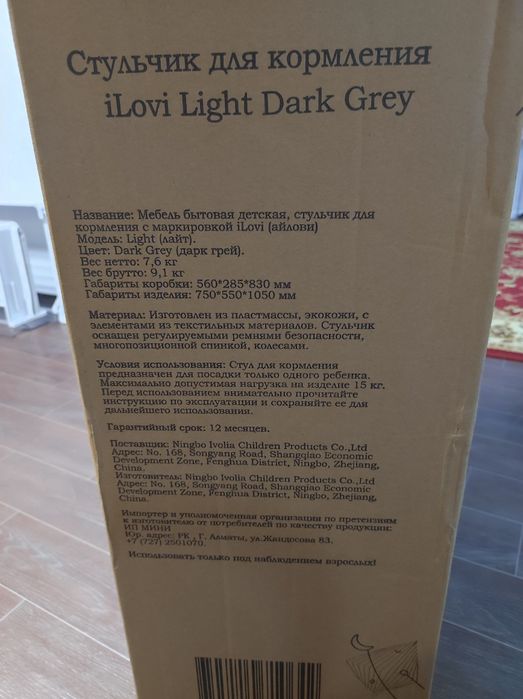 Стульчик для кормления
iLovi Light Dark Grey
Название: Мебель бытовая детская, стульчик для
кормления с маркировкой iLovi (айлови)
Модель: Light (лайт).
Цвет: Dark Grey (дарк грей).
Вес нетто: 7,6 кг
Вес брутто: 9,1 кг
Габариты коробки: 560*285*830 мм
Габариты изделия: 750*550*1050 мм
Материал: Изготовлен из пластмассы, экокожи, с
элементами из текстильных материалов. Стульчик
оснащен регулируемыми ремнями безопасности,
многопозиционной спинкой, колесами.
Условия использования: Стул для кормления
предназначен для посадки только одного ребенка.
Максимально допустимая нагрузка на изделие 15 кг.
Перед использованием внимательно прочитайте
инструкцию по эксплуатации и сохраняйте ее для
дальнейшего использования.
Гарантийный срок: 12 месяцев.
Поставщик: Ningbo Ivolia Children Products Co.,Ltd
Адрес: No. 168, Songyang Road, Shangqiao Economic
Development Zone, Fenghua District, Ningbo, Zhejiang,
China.
Изготовитель: Ningbo Ivolia Children Products Co.,Ltd
Адрес: No. 168, Songyang Road, Shangqiao Economic
Development Zone, Fenghua District, Ningbo, Zhejiang,
China.
Импортер и уполномоченная организации по претензиям
к изготовителю от потребителей по качеству продукции:
ИП МИНИ
Юр. адрес: РК , Г. Алматы, ул.Жандосова 83.
+7 (727) 2501070.
Использовать только под наблюдением взрослых!